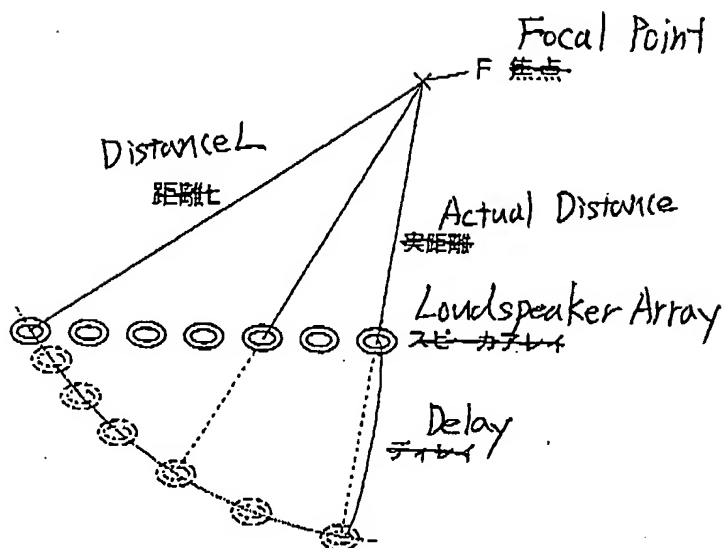 Focal Point
F 焦点
Distance L
距離L
Actual Distance
実距離
Loudspeaker Array
スピーカアレイ
Delay
ディレイ